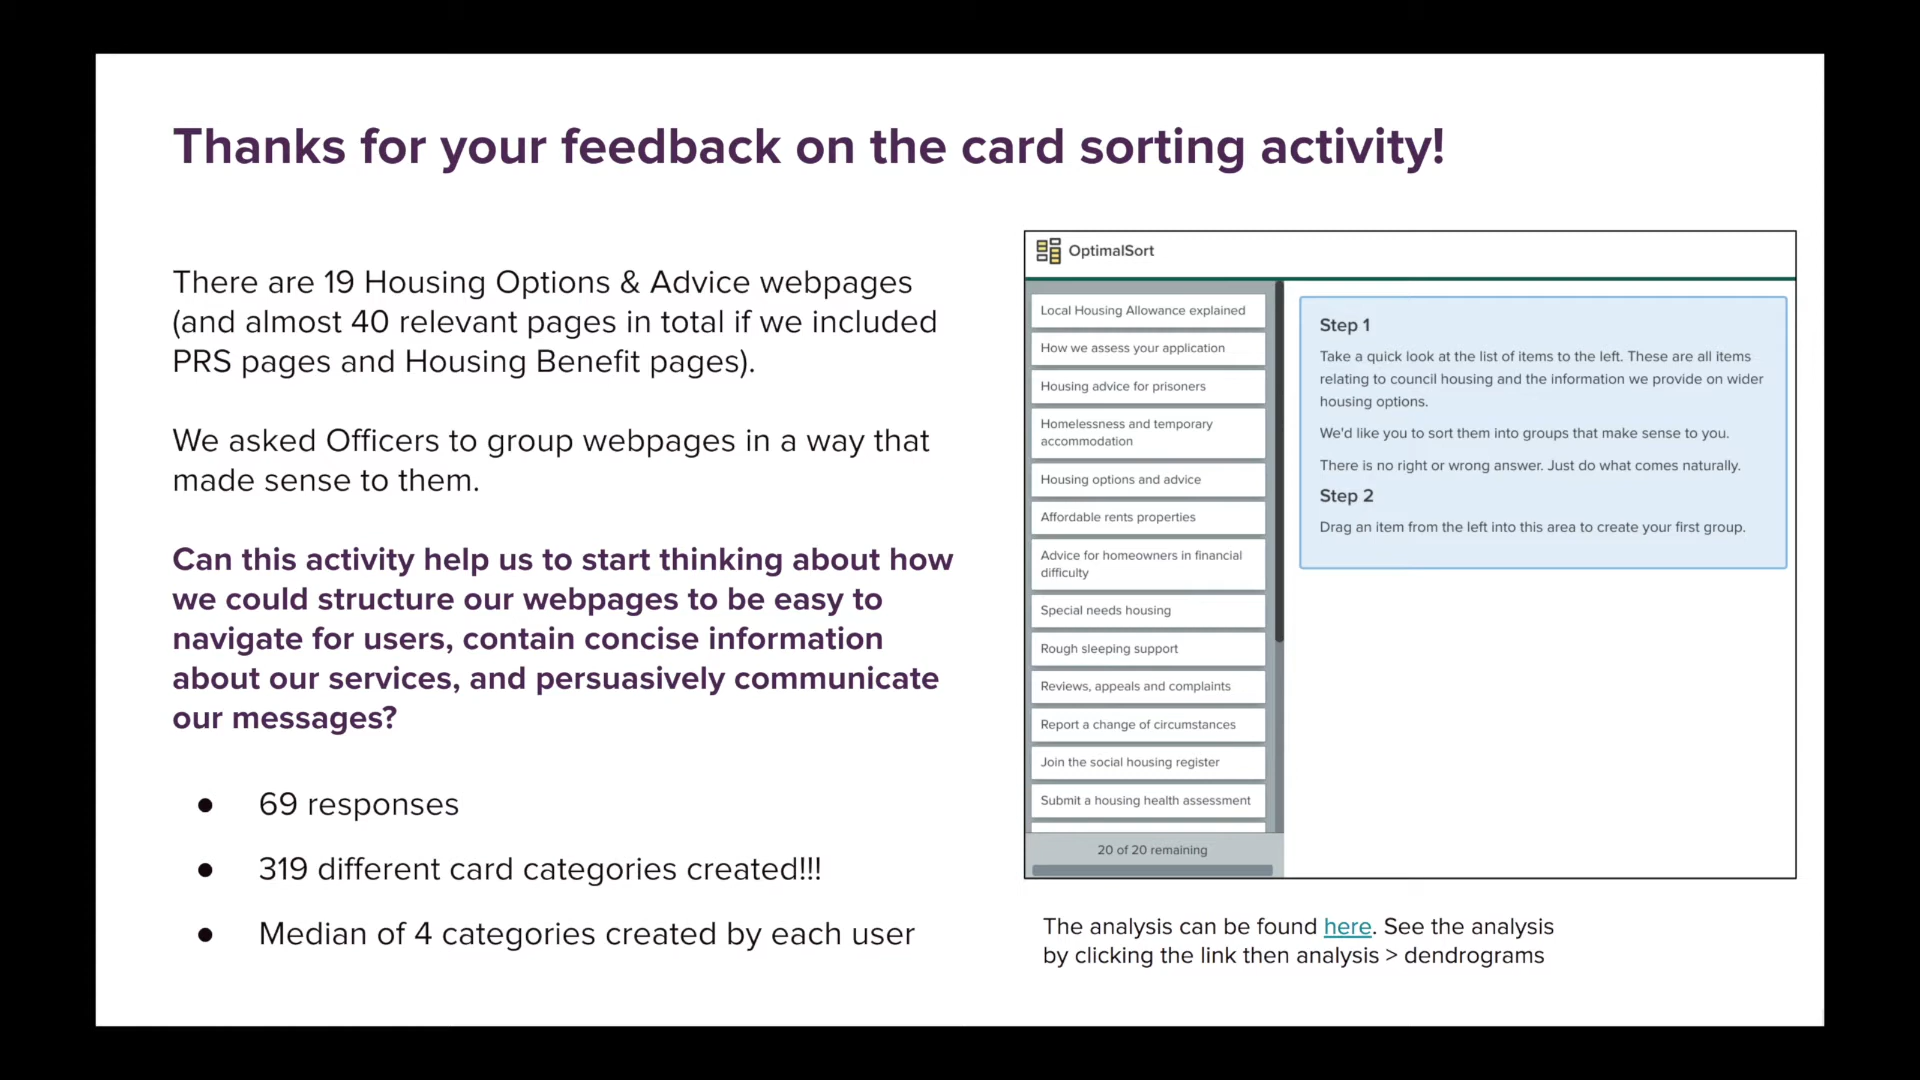 Thanks for your feedback on the card sorting activity!
There are 19 Housing Options & Advice webpages
(and almost 40 relevant pages in total if we included
PRS pages and Housing Benefit pages).
We asked Officers to group webpages in a way that
made sense to them.
Can this activity help us to start thinking about how
we could structure our webpages to be easy to
navigate for users, contain concise information
about our services, and persuasively communicate
our messages?
● 69 responses
● 319 different card categories created!!!
● Median of 4 categories created by each user
OptimalSort
Local Housing Allowance explained
How we assess your application
Housing advice for prisoners
Homelessness and temporary
accommodation
Housing options and advice
Affordable rents properties
Advice for homeowners in financial
difficulty
Special needs housing
Rough sleeping support
Reviews, appeals and complaints
Report a change of circumstances
Join the social housing register
Submit a housing health assessment
20 of 20 remaining
Step 1
Take a quick look at the list of items to the left. These are all items
relating to council housing and the information we provide on wider
housing options.
We'd like you to sort them into groups that make sense to you.
There is no right or wrong answer. Just do what comes naturally.
Step 2
Drag an item from the left into this area to create your first group.
The analysis can be found here. See the analysis
by clicking the link then analysis > dendrograms